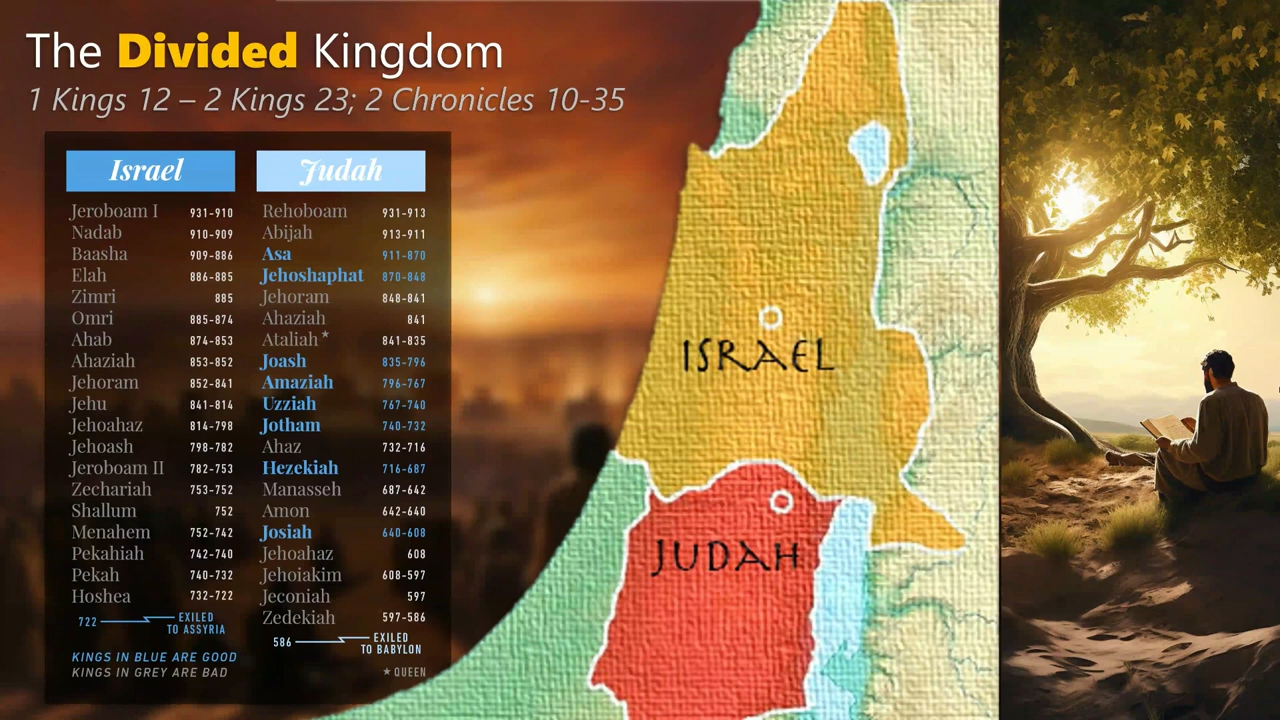 The Divided Kingdom
1 Kings 12 – 2 Kings 23; 2 Chronicles 10-35
Israel
Jeroboam I 931-910
Nadab 910-909
Baasha 909-886
Elah 886-885
Zimri 885
Omri 885-874
Ahab 874-853
Ahaziah 853-852
Jehoram 852-841
Jehu 841-814
Jehoahaz 814-798
Jehoash 798-782
Jeroboam II 782-753
Zechariah 753-752
Shallum 752
Menahem 752-742
Pekahiah 742-740
Pekah 740-732
Hoshea 732-722
722 EXILED
TO ASSYRIA
KINGS IN BLUE ARE GOOD
KINGS IN GREY ARE BAD
Judah
Rehoboam 931-913
Abijah 913-911
Asa 911-870
Jehoshaphat 870-848
Jehoram 848-841
Ahaziah 841
Ataliah★ 841-835
Joash 835-796
Amaziah 796-767
Uzziah 767-740
Jotham 740-732
Ahaz 732-716
Hezekiah 716-687
Manasseh 687-642
Amon 642-640
Josiah 640-608
Jehoahaz 608
Jehoiakim 608-597
Jeconiah 597
Zedekiah 597-586
586 EXILED
TO BABYLON
★ QUEEN
ISRAEL
JUDAH